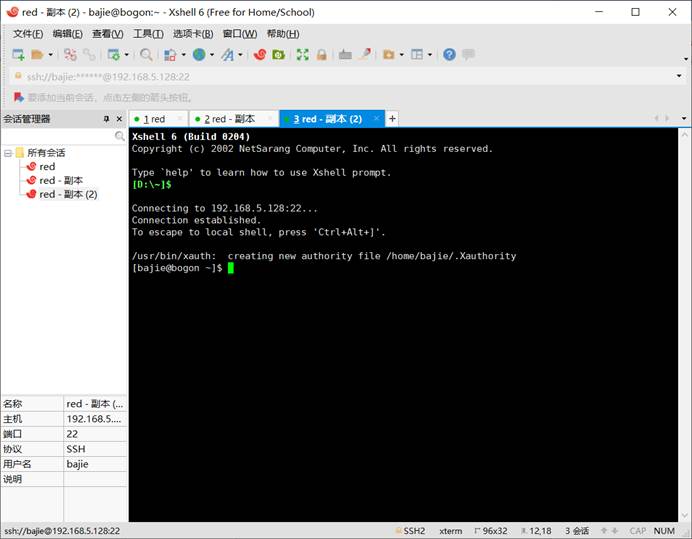 red - 副本 (2) - bajie@bogon:~ - Xshell 6 (Free for Home/School)
文件(F) 编辑(E) 查看(V) 工具(T) 选项卡(B) 窗口(W) 帮助(H)
ssh://bajie:******@192.168.5.128:22
要添加当前会话，点击左侧的箭头按钮。
会话管理器
1 red 2 red - 副本 3 red - 副本 (2)
所有会话
red
red - 副本
red - 副本 (2)
Xshell 6 (Build 0204)
Copyright (c) 2002 NetSarang Computer, Inc. All rights reserved.
Type `help' to learn how to use Xshell prompt.
[D:\~]$
Connecting to 192.168.5.128:22...
Connection established.
To escape to local shell, press 'Ctrl+Alt+]'.
/usr/bin/xauth:  creating new authority file /home/bajie/.Xauthority
[bajie@bogon ~]$
名称 red - 副本 (...
主机 192.168.5....
端口 22
协议 SSH
用户名 bajie
说明
ssh://bajie@192.168.5.128:22 SSH2 xterm 96x32 12,18 3 会话 CAP NUM